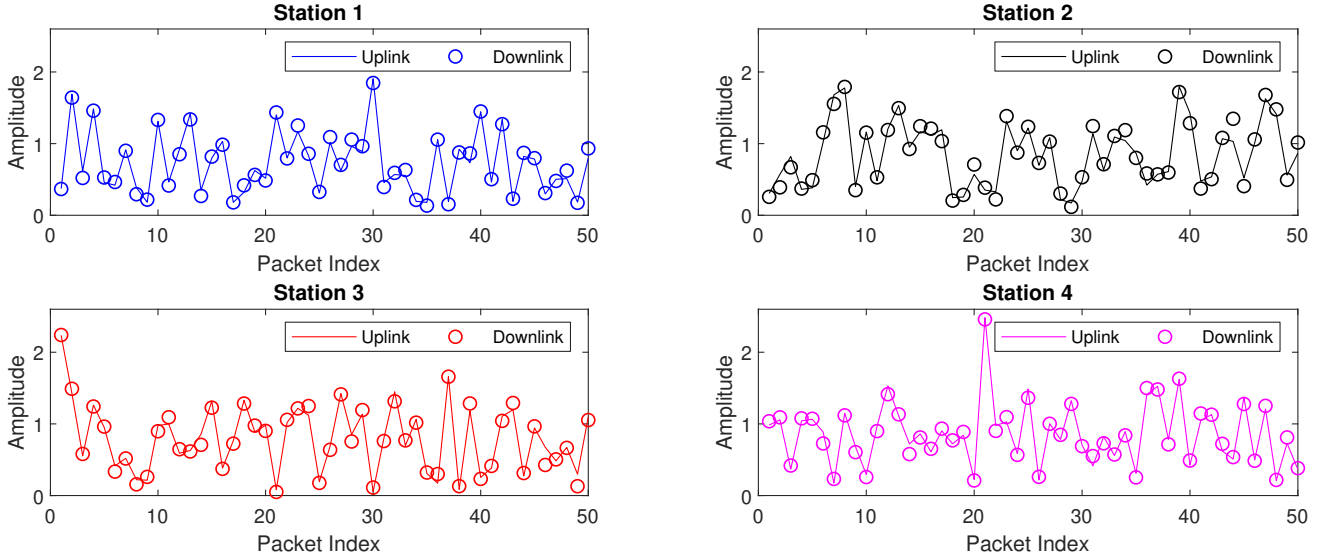 Station 1
Uplink Downlink
Amplitude
2
1
0
0 10 20 30 40 50
Packet Index
Station 2
Uplink Downlink
Amplitude
2
1
0
0 10 20 30 40 50
Packet Index
Station 3
Uplink Downlink
Amplitude
2
1
0
0 10 20 30 40 50
Packet Index
Station 4
Uplink Downlink
Amplitude
2
1
0
0 10 20 30 40 50
Packet Index